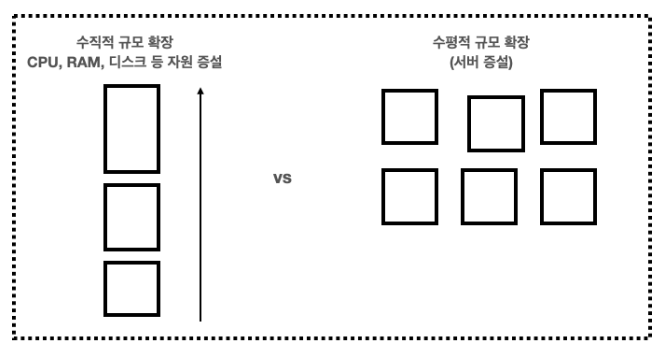 수직적 규모 확장
CPU, RAM, 디스크 등 자원 증설
vs
수평적 규모 확장
(서버 증설)